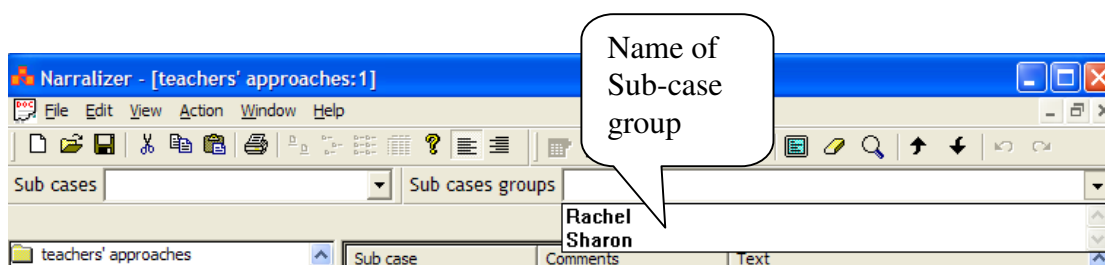 Name of
Sub-case
group
Narralizer - [teachers' approaches:1]
File Edit View Action Window Help
Sub cases Sub cases groups
Rachel
Sharon
teachers' approaches Sub case Comments Text